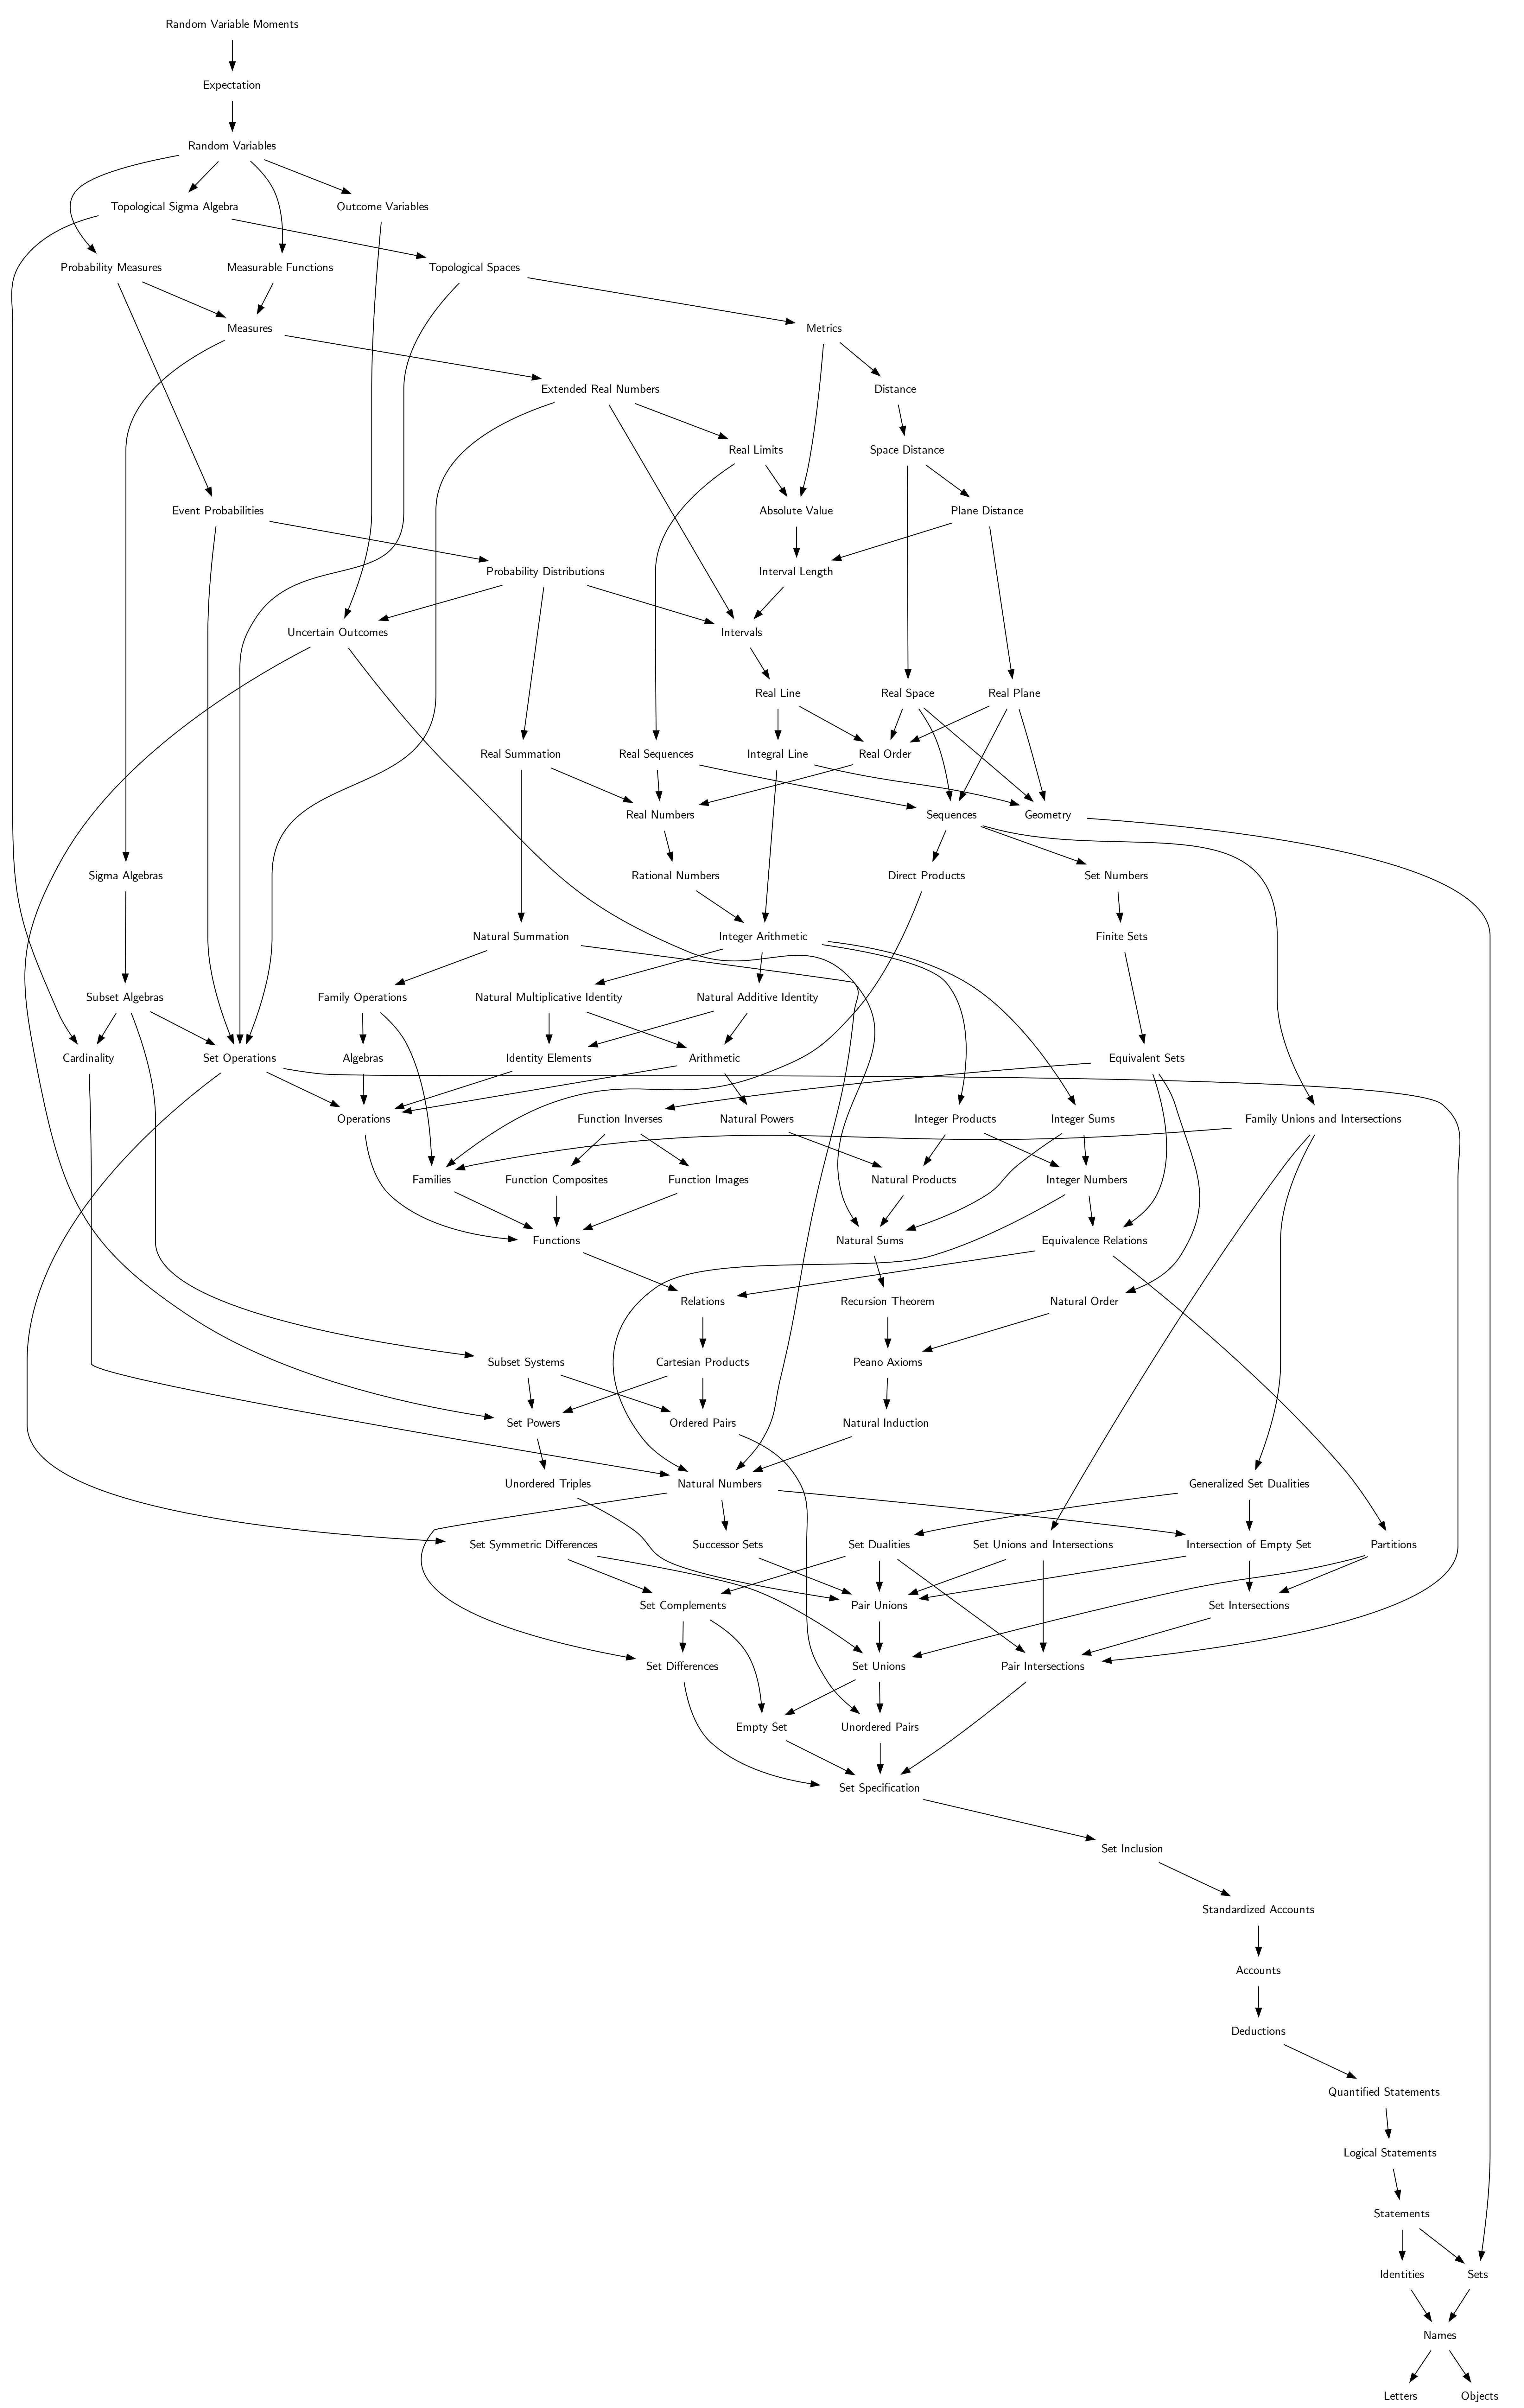 Random Variable Moments
Expectation
Random Variables
Topological Sigma Algebra
Outcome Variables
Probability Measures
Measurable Functions
Topological Spaces
Measures
Metrics
Extended Real Numbers
Distance
Real Limits
Space Distance
Event Probabilities
Absolute Value
Plane Distance
Probability Distributions
Interval Length
Uncertain Outcomes
Intervals
Real Line
Real Space
Real Plane
Real Summation
Real Sequences
Integral Line
Real Order
Real Numbers
Sequences
Geometry
Sigma Algebras
Rational Numbers
Direct Products
Set Numbers
Natural Summation
Integer Arithmetic
Finite Sets
Subset Algebras
Family Operations
Natural Multiplicative Identity
Natural Additive Identity
Cardinality
Set Operations
Algebras
Identity Elements
Arithmetic
Equivalent Sets
Operations
Function Inverses
Natural Powers
Integer Products
Integer Sums
Family Unions and Intersections
Families
Function Composites
Function Images
Natural Products
Integer Numbers
Functions
Natural Sums
Equivalence Relations
Relations
Recursion Theorem
Natural Order
Subset Systems
Cartesian Products
Peano Axioms
Set Powers
Ordered Pairs
Natural Induction
Unordered Triples
Natural Numbers
Generalized Set Dualities
Set Symmetric Differences
Successor Sets
Set Dualities
Set Unions and Intersections
Intersection of Empty Set
Partitions
Set Complements
Pair Unions
Set Intersections
Set Differences
Set Unions
Pair Intersections
Empty Set
Unordered Pairs
Set Specification
Set Inclusion
Standardized Accounts
Accounts
Deductions
Quantified Statements
Logical Statements
Statements
Identities
Sets
Names
Letters
Objects